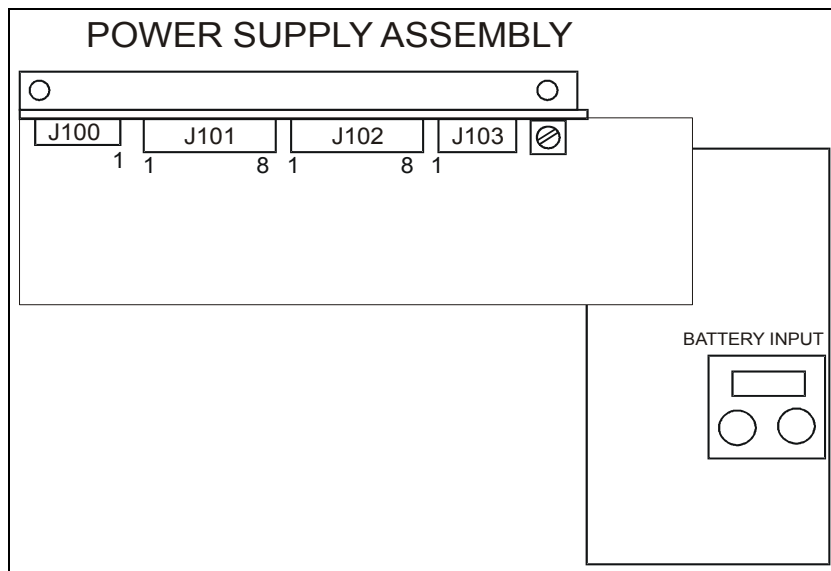 POWER SUPPLY ASSEMBLY
J100 J101 J102 J103
1 1 8 1 8 1
BATTERY INPUT